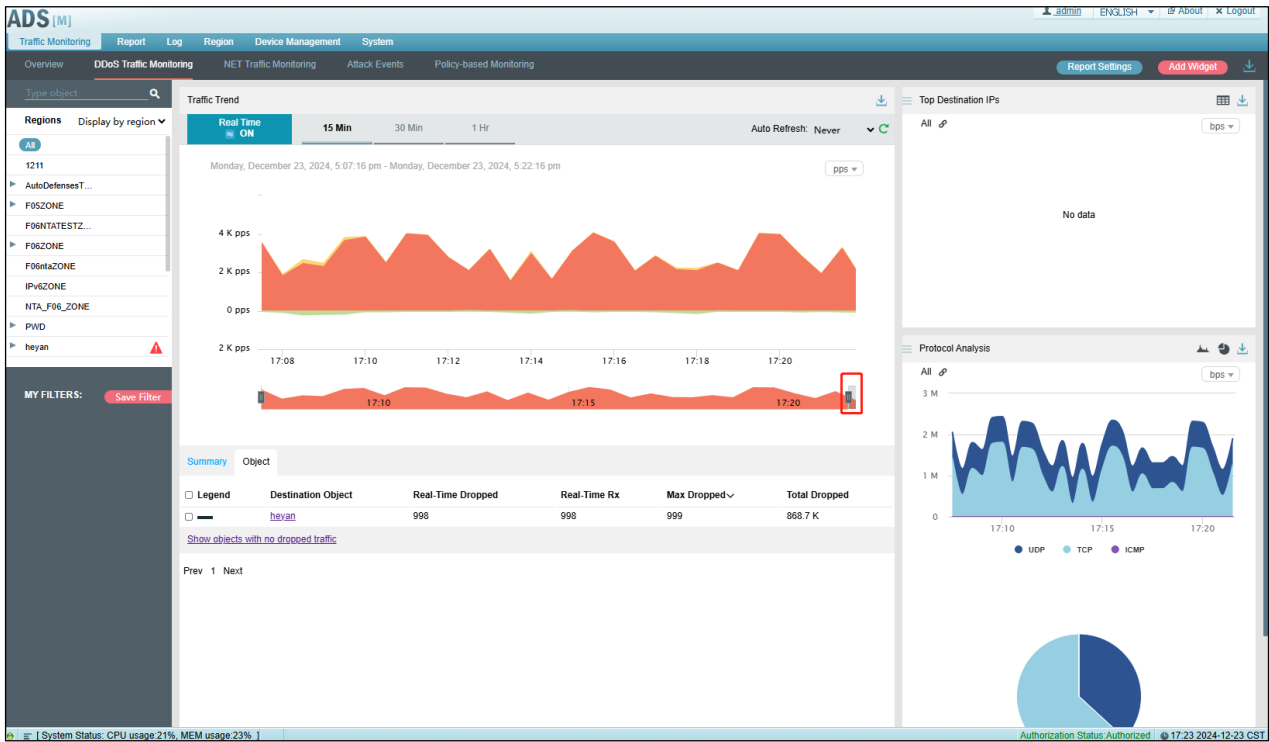 ADS [M]
admin ENGLISH About Logout
Traffic Monitoring Report Log Region Device Management System
Overview DDoS Traffic Monitoring NET Traffic Monitoring Attack Events Policy-based Monitoring
Report Settings Add Widget
Type object
Regions Display by region
All
1211
AutoDefensesT...
F05ZONE
F06NTATESTZ...
F06ZONE
F06ntaZONE
IPv6ZONE
NTA_F06_ZONE
PWD
heyan
MY FILTERS: Save Filter
Traffic Trend
Real Time
ON
15 Min 30 Min 1 Hr
Auto Refresh: Never
Monday, December 23, 2024, 5:07:16 pm - Monday, December 23, 2024, 5:22:16 pm
pps
4 K pps
2 K pps
0 pps
2 K pps
17:08 17:10 17:12 17:14 17:16 17:18 17:20
17:10 17:15 17:20
Summary Object
Legend Destination Object Real-Time Dropped Real-Time Rx Max Dropped Total Dropped
heyan 998 998 999 868.7 K
Show objects with no dropped traffic
Prev 1 Next
Top Destination IPs
All
bps
No data
Protocol Analysis
All
bps
3 M
2 M
1 M
0
17:10 17:15 17:20
UDP TCP ICMP
[ System Status: CPU usage:21%, MEM usage:23% ]
Authorization Status:Authorized 17:23 2024-12-23 CST